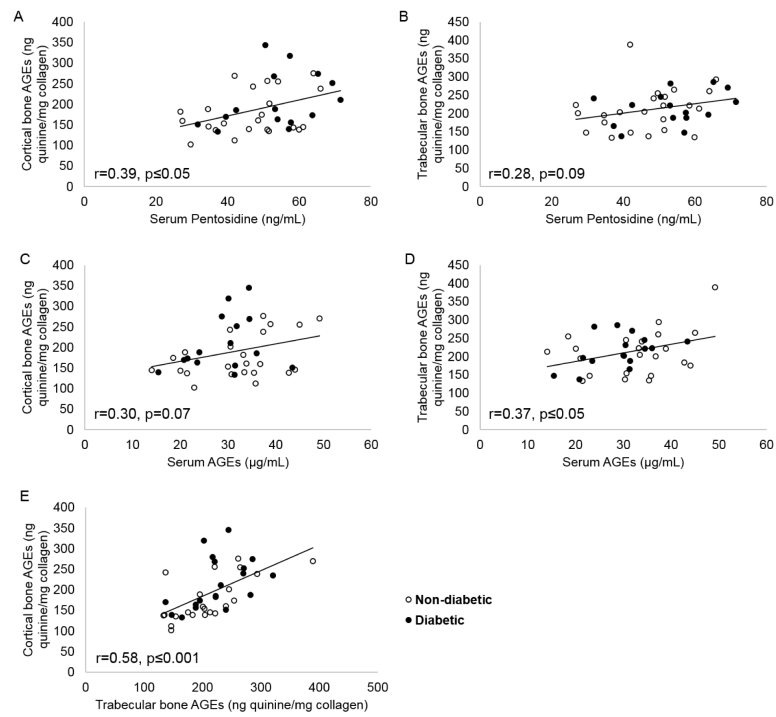 A
Cortical bone AGEs (ng
quinine/mg collagen)
400
350
300
250
200
150
100
50
0
r=0.39, p≤0.05
0 20 40 60 80
Serum Pentosidine (ng/mL)
B
Trabecular bone AGEs (ng
quinine/mg collagen)
450
400
350
300
250
200
150
100
50
0
r=0.28, p=0.09
0 20 40 60 80
Serum Pentosidine (ng/mL)
C
Cortical bone AGEs (ng
quinine/mg collagen)
400
350
300
250
200
150
100
50
0
r=0.30, p=0.07
0 10 20 30 40 50 60
Serum AGEs (µg/mL)
D
Trabecular bone AGEs (ng
quinine/mg collagen)
450
400
350
300
250
200
150
100
50
0
r=0.37, p≤0.05
0 10 20 30 40 50 60
Serum AGEs (µg/mL)
E
Cortical bone AGEs (ng
quinine/mg collagen)
400
350
300
250
200
150
100
50
0
r=0.58, p≤0.001
0 100 200 300 400 500
Trabecular bone AGEs (ng quinine/mg collagen)
Non-diabetic
Diabetic